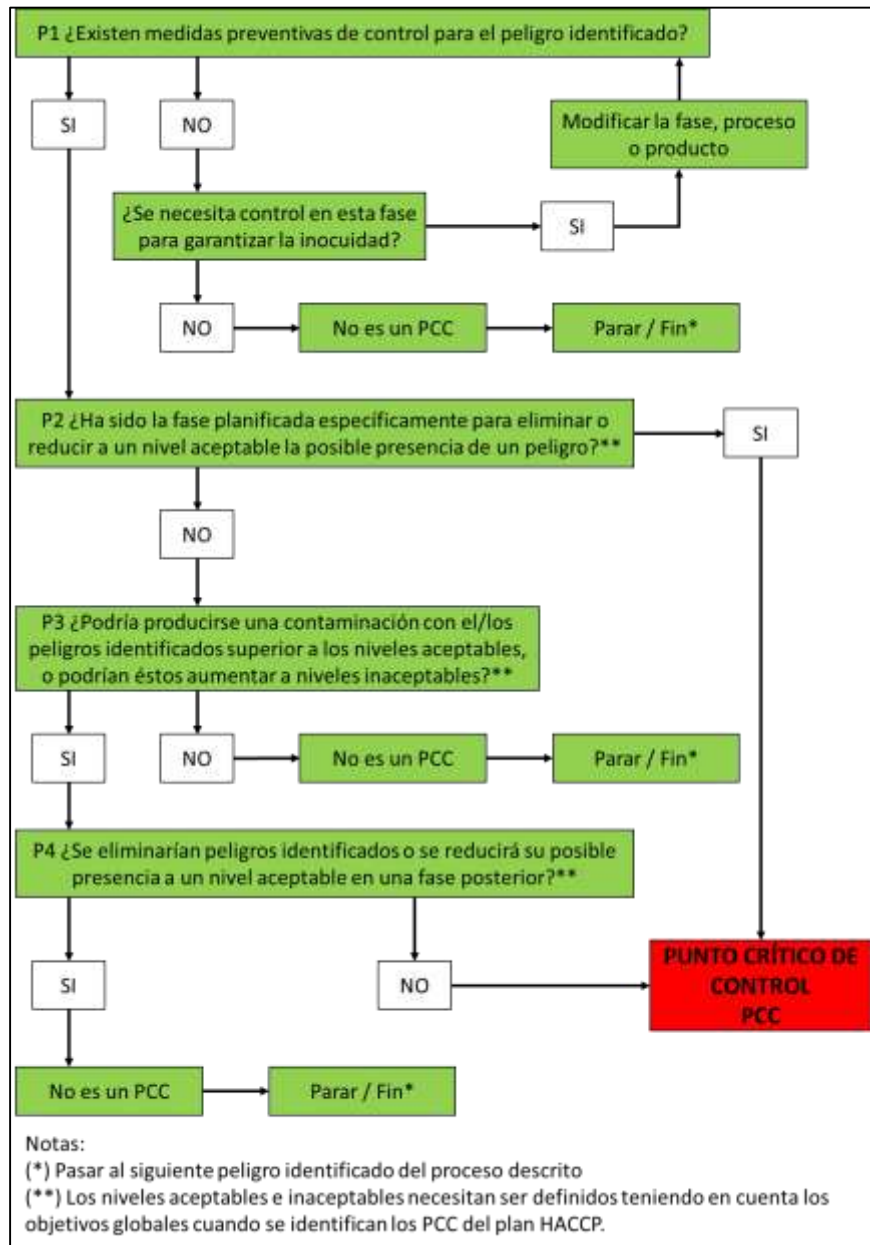 P1 ¿Existen medidas preventivas de control para el peligro identificado?
SI
NO
Modificar la fase, proceso
o producto
¿Se necesita control en esta fase
para garantizar la inocuidad?
SI
NO
No es un PCC
Parar / Fin*
P2 ¿Ha sido la fase planificada específicamente para eliminar o
reducir a un nivel aceptable la posible presencia de un peligro?**
SI
NO
P3 ¿Podría producirse una contaminación con el/los
peligros identificados superior a los niveles aceptables,
o podrían éstos aumentar a niveles inaceptables?**
SI
NO
No es un PCC
Parar / Fin*
P4 ¿Se eliminarían peligros identificados o se reducirá su posible
presencia a un nivel aceptable en una fase posterior?**
SI
NO
PUNTO CRÍTICO DE
CONTROL
PCC
No es un PCC
Parar / Fin*
Notas:
(*) Pasar al siguiente peligro identificado del proceso descrito
(**) Los niveles aceptables e inaceptables necesitan ser definidos teniendo en cuenta los
objetivos globales cuando se identifican los PCC del plan HACCP.